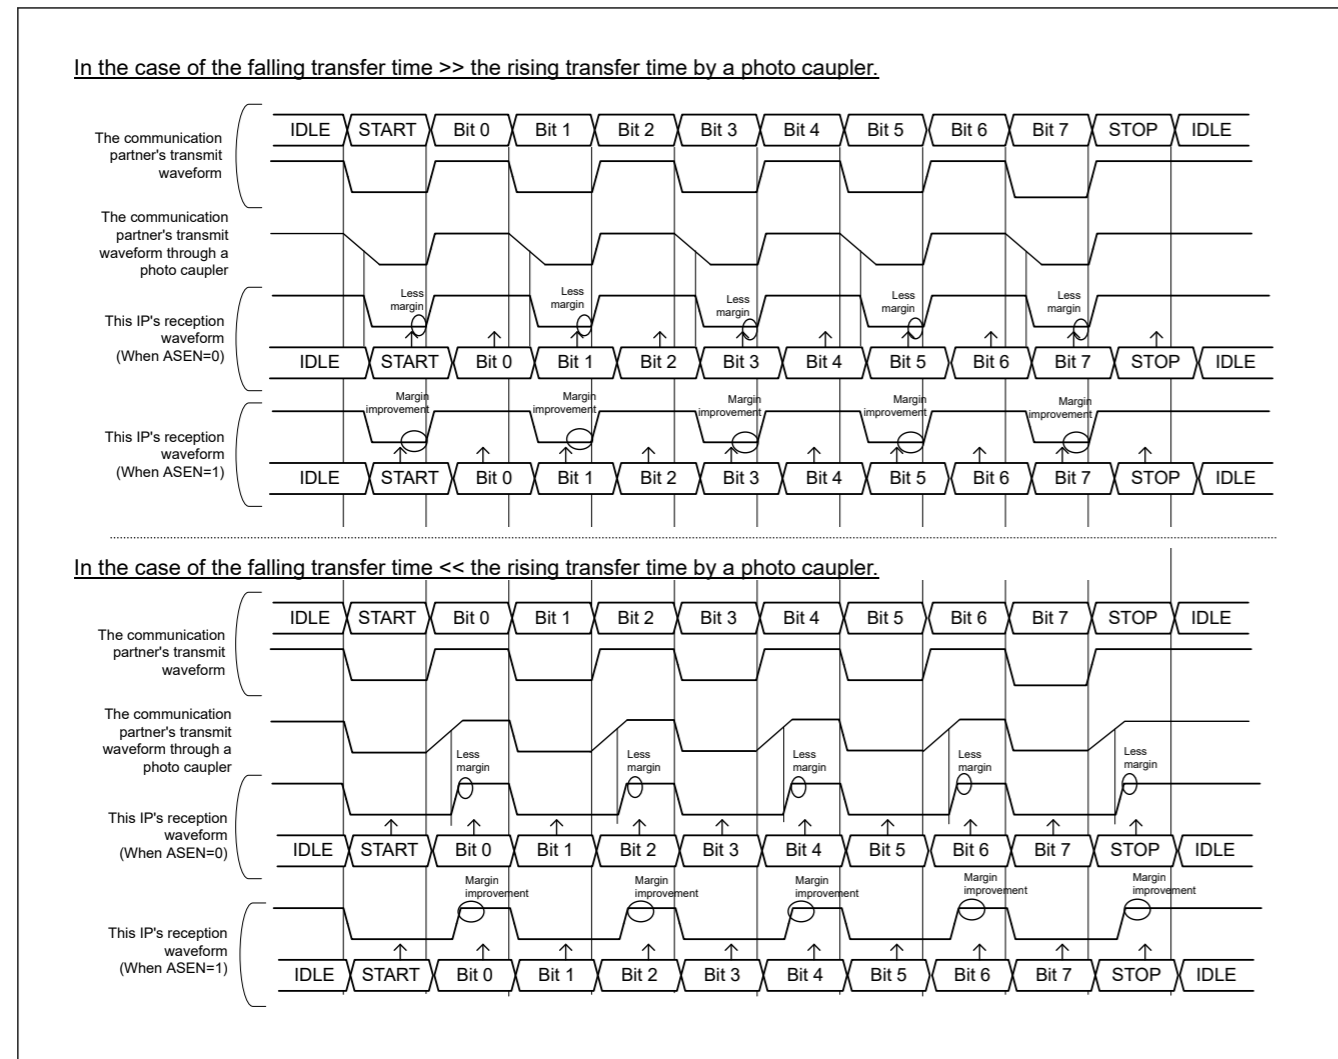 In the case of the falling transfer time >> the rising transfer time by a photo caupler.
The communication
partner's transmit
waveform
IDLE START Bit 0 Bit 1 Bit 2 Bit 3 Bit 4 Bit 5 Bit 6 Bit 7 STOP IDLE
The communication
partner's transmit
waveform through a
photo caupler
This IP's reception
waveform
(When ASEN=0)
Less
margin
Less
margin
Less
margin
Less
margin
Less
margin
IDLE START Bit 0 Bit 1 Bit 2 Bit 3 Bit 4 Bit 5 Bit 6 Bit 7 STOP IDLE
This IP's reception
waveform
(When ASEN=1)
Margin
improvement
Margin
improvement
Margin
improvement
Margin
improvement
Margin
improvement
IDLE START Bit 0 Bit 1 Bit 2 Bit 3 Bit 4 Bit 5 Bit 6 Bit 7 STOP IDLE
In the case of the falling transfer time << the rising transfer time by a photo caupler.
The communication
partner's transmit
waveform
IDLE START Bit 0 Bit 1 Bit 2 Bit 3 Bit 4 Bit 5 Bit 6 Bit 7 STOP IDLE
The communication
partner's transmit
waveform through a
photo caupler
Less
margin
Less
margin
Less
margin
Less
margin
Less
margin
This IP's reception
waveform
(When ASEN=0)
IDLE START Bit 0 Bit 1 Bit 2 Bit 3 Bit 4 Bit 5 Bit 6 Bit 7 STOP IDLE
Margin
improvement
Margin
improvement
Margin
improvement
Margin
improvement
Margin
improvement
This IP's reception
waveform
(When ASEN=1)
IDLE START Bit 0 Bit 1 Bit 2 Bit 3 Bit 4 Bit 5 Bit 6 Bit 7 STOP IDLE